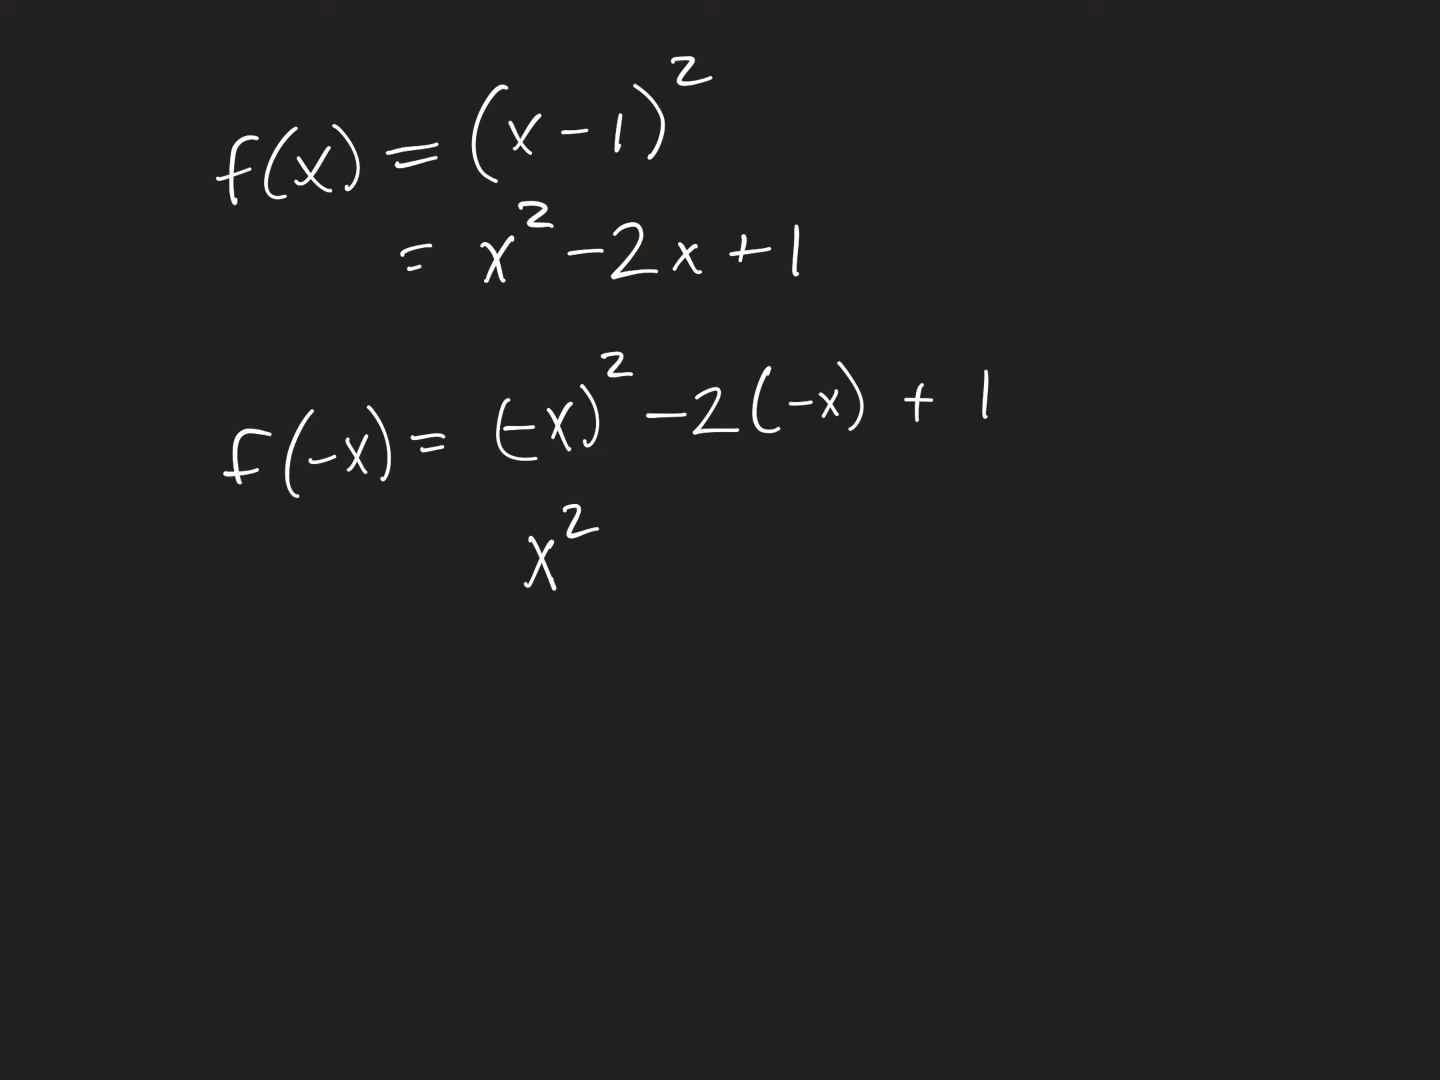 f(x) = (x-1)²
= x² - 2x + 1
f(-x) = (-x)² - 2(-x) + 1
x²